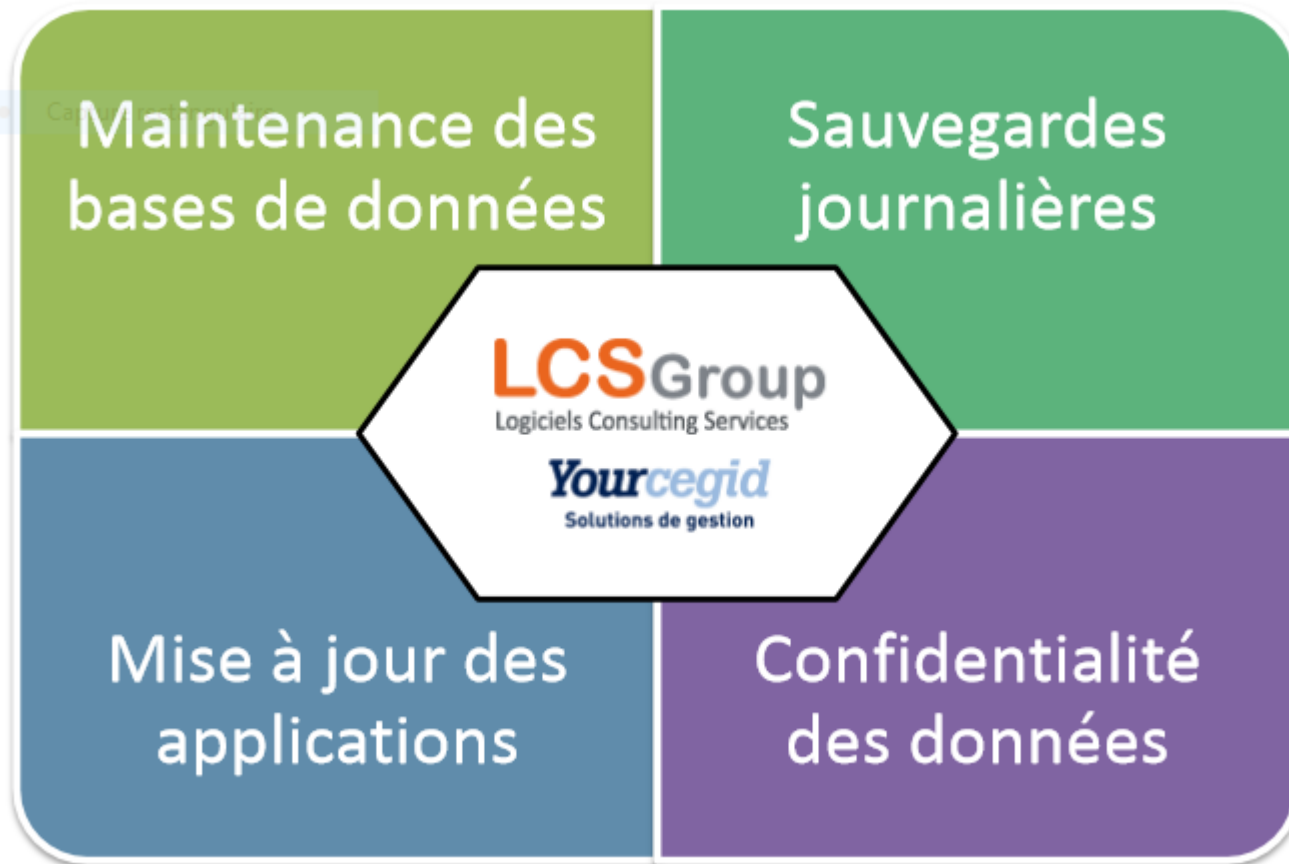 Maintenance des
bases de données
Sauvegardes
journalières
LCSGroup
Logiciels Consulting Services
Yourcegid
Solutions de gestion
Mise à jour des
applications
Confidentialité
des données